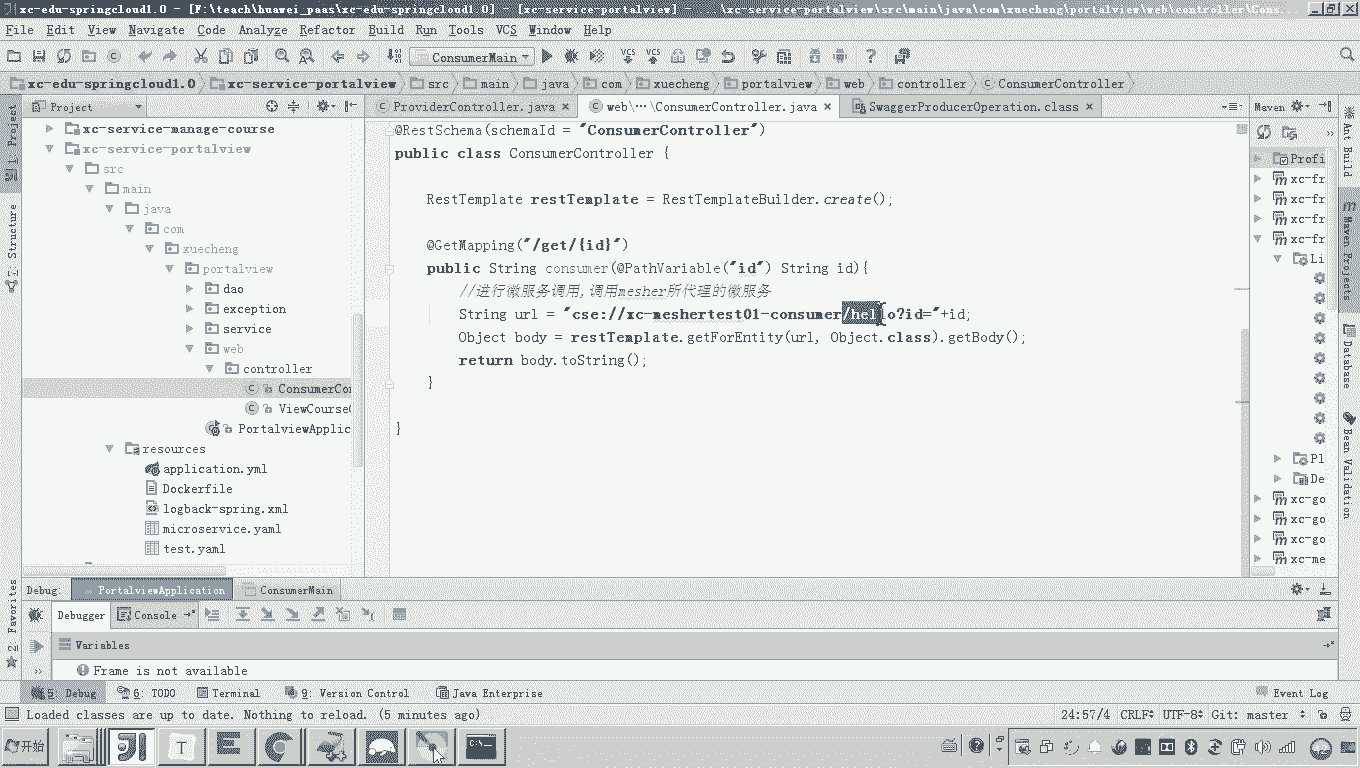 xc-edu-springcloud1.0 - [F:\teach\huawei_paas\xc-edu-springcloud1.0] - [xc-service-portalview] - ...\xc-service-portalview\src\main\java\com\xuecheng\portalview\web\controller\Cons...
File Edit View Navigate Code Analyze Refactor Build Run Tools VCS Window Help
ConsumerMain
xc-edu-springcloud1.0 xc-service-portalview src main java com xuecheng portalview web controller ConsumerController
Project
ProviderController.java
web\…\ConsumerController.java
SwaggerProducerOperation.class
Maven
1: Project
7: Structure
2: Favorites
xc-service-manage-course
xc-service-portalview
src
main
java
com
xuecheng
portalview
dao
exception
service
web
controller
ConsumerCo
ViewCourse
PortalviewApplic
resources
application.yml
Dockerfile
logback-spring.xml
microservice.yaml
test.yaml
@RestSchema(schemaId = "ConsumerController")
public class ConsumerController {
RestTemplate restTemplate = RestTemplateBuilder.create();
@GetMapping("/get/{id}")
public String consumer(@PathVariable("id") String id){
//进行微服务调用,调用mesher所代理的微服务
String url = "cse://xc-meshertest01-consumer/hello?id="+id;
Object body = restTemplate.getForEntity(url, Object.class).getBody();
return body.toString();
}
}
Profi
xc-fr
xc-fr
xc-fr
xc-fr
Li
Pl
De
xc-go
xc-go
xc-go
xc-me
Ant Build
Maven Projects
Database
Bean Validation
Debug: PortalviewApplication ConsumerMain
Debugger Console
Variables
Frame is not available
5: Debug 6: TODO Terminal 9: Version Control Java Enterprise Event Log
Loaded classes are up to date. Nothing to reload. (5 minutes ago) 24:57/4 CRLF UTF-8 Git: master
开始